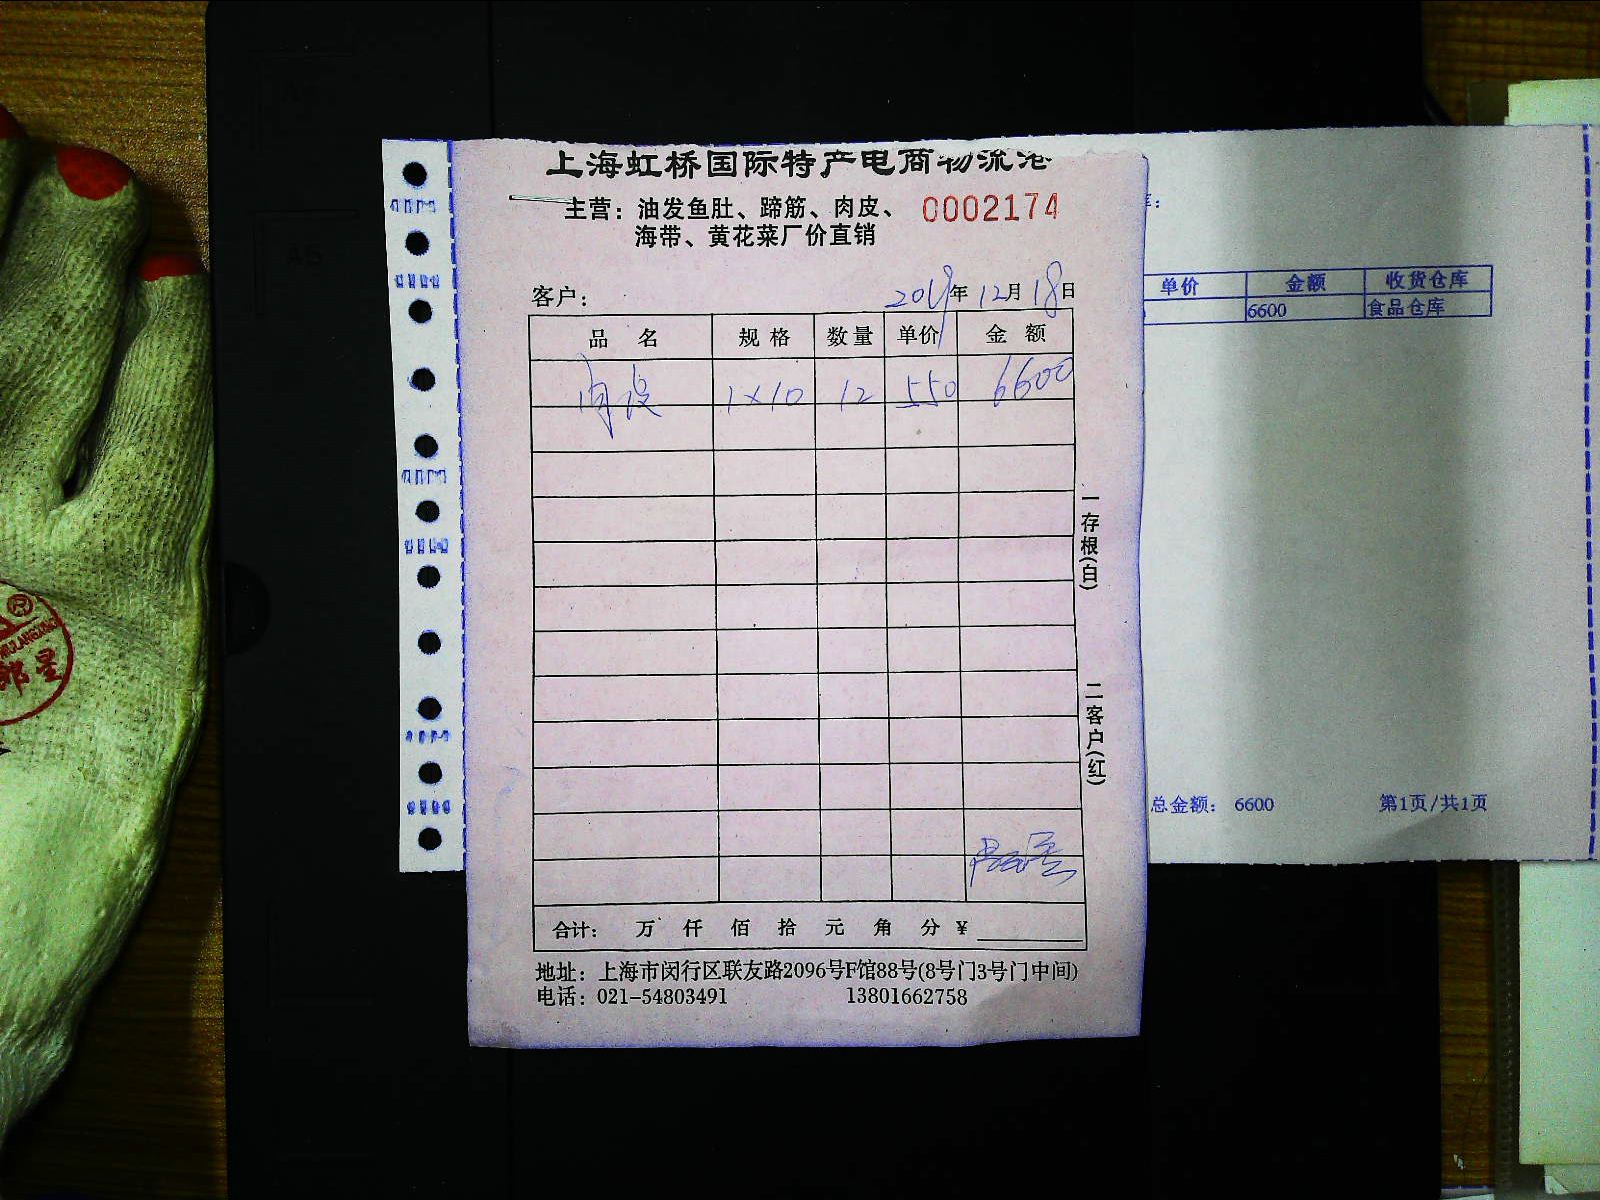 上海虹桥国际特产电商物流港
主营：油发鱼肚、蹄筋、肉皮、
海带、黄花菜厂价直销
0002174
客户：
2019年12月18日
品 名 规 格 数量 单价 金 额
肉皮 1×10 12 550 6600
一存根(白)
二客户(红)
合计： 万 仟 佰 拾 元 角 分 ¥
地址：上海市闵行区联友路2096号F馆88号(8号门3号门中间)
电话：021-54803491 13801662758
单价 金额 收货仓库
6600 食品仓库
总金额： 6600 第1页/共1页
A5
®
郎星